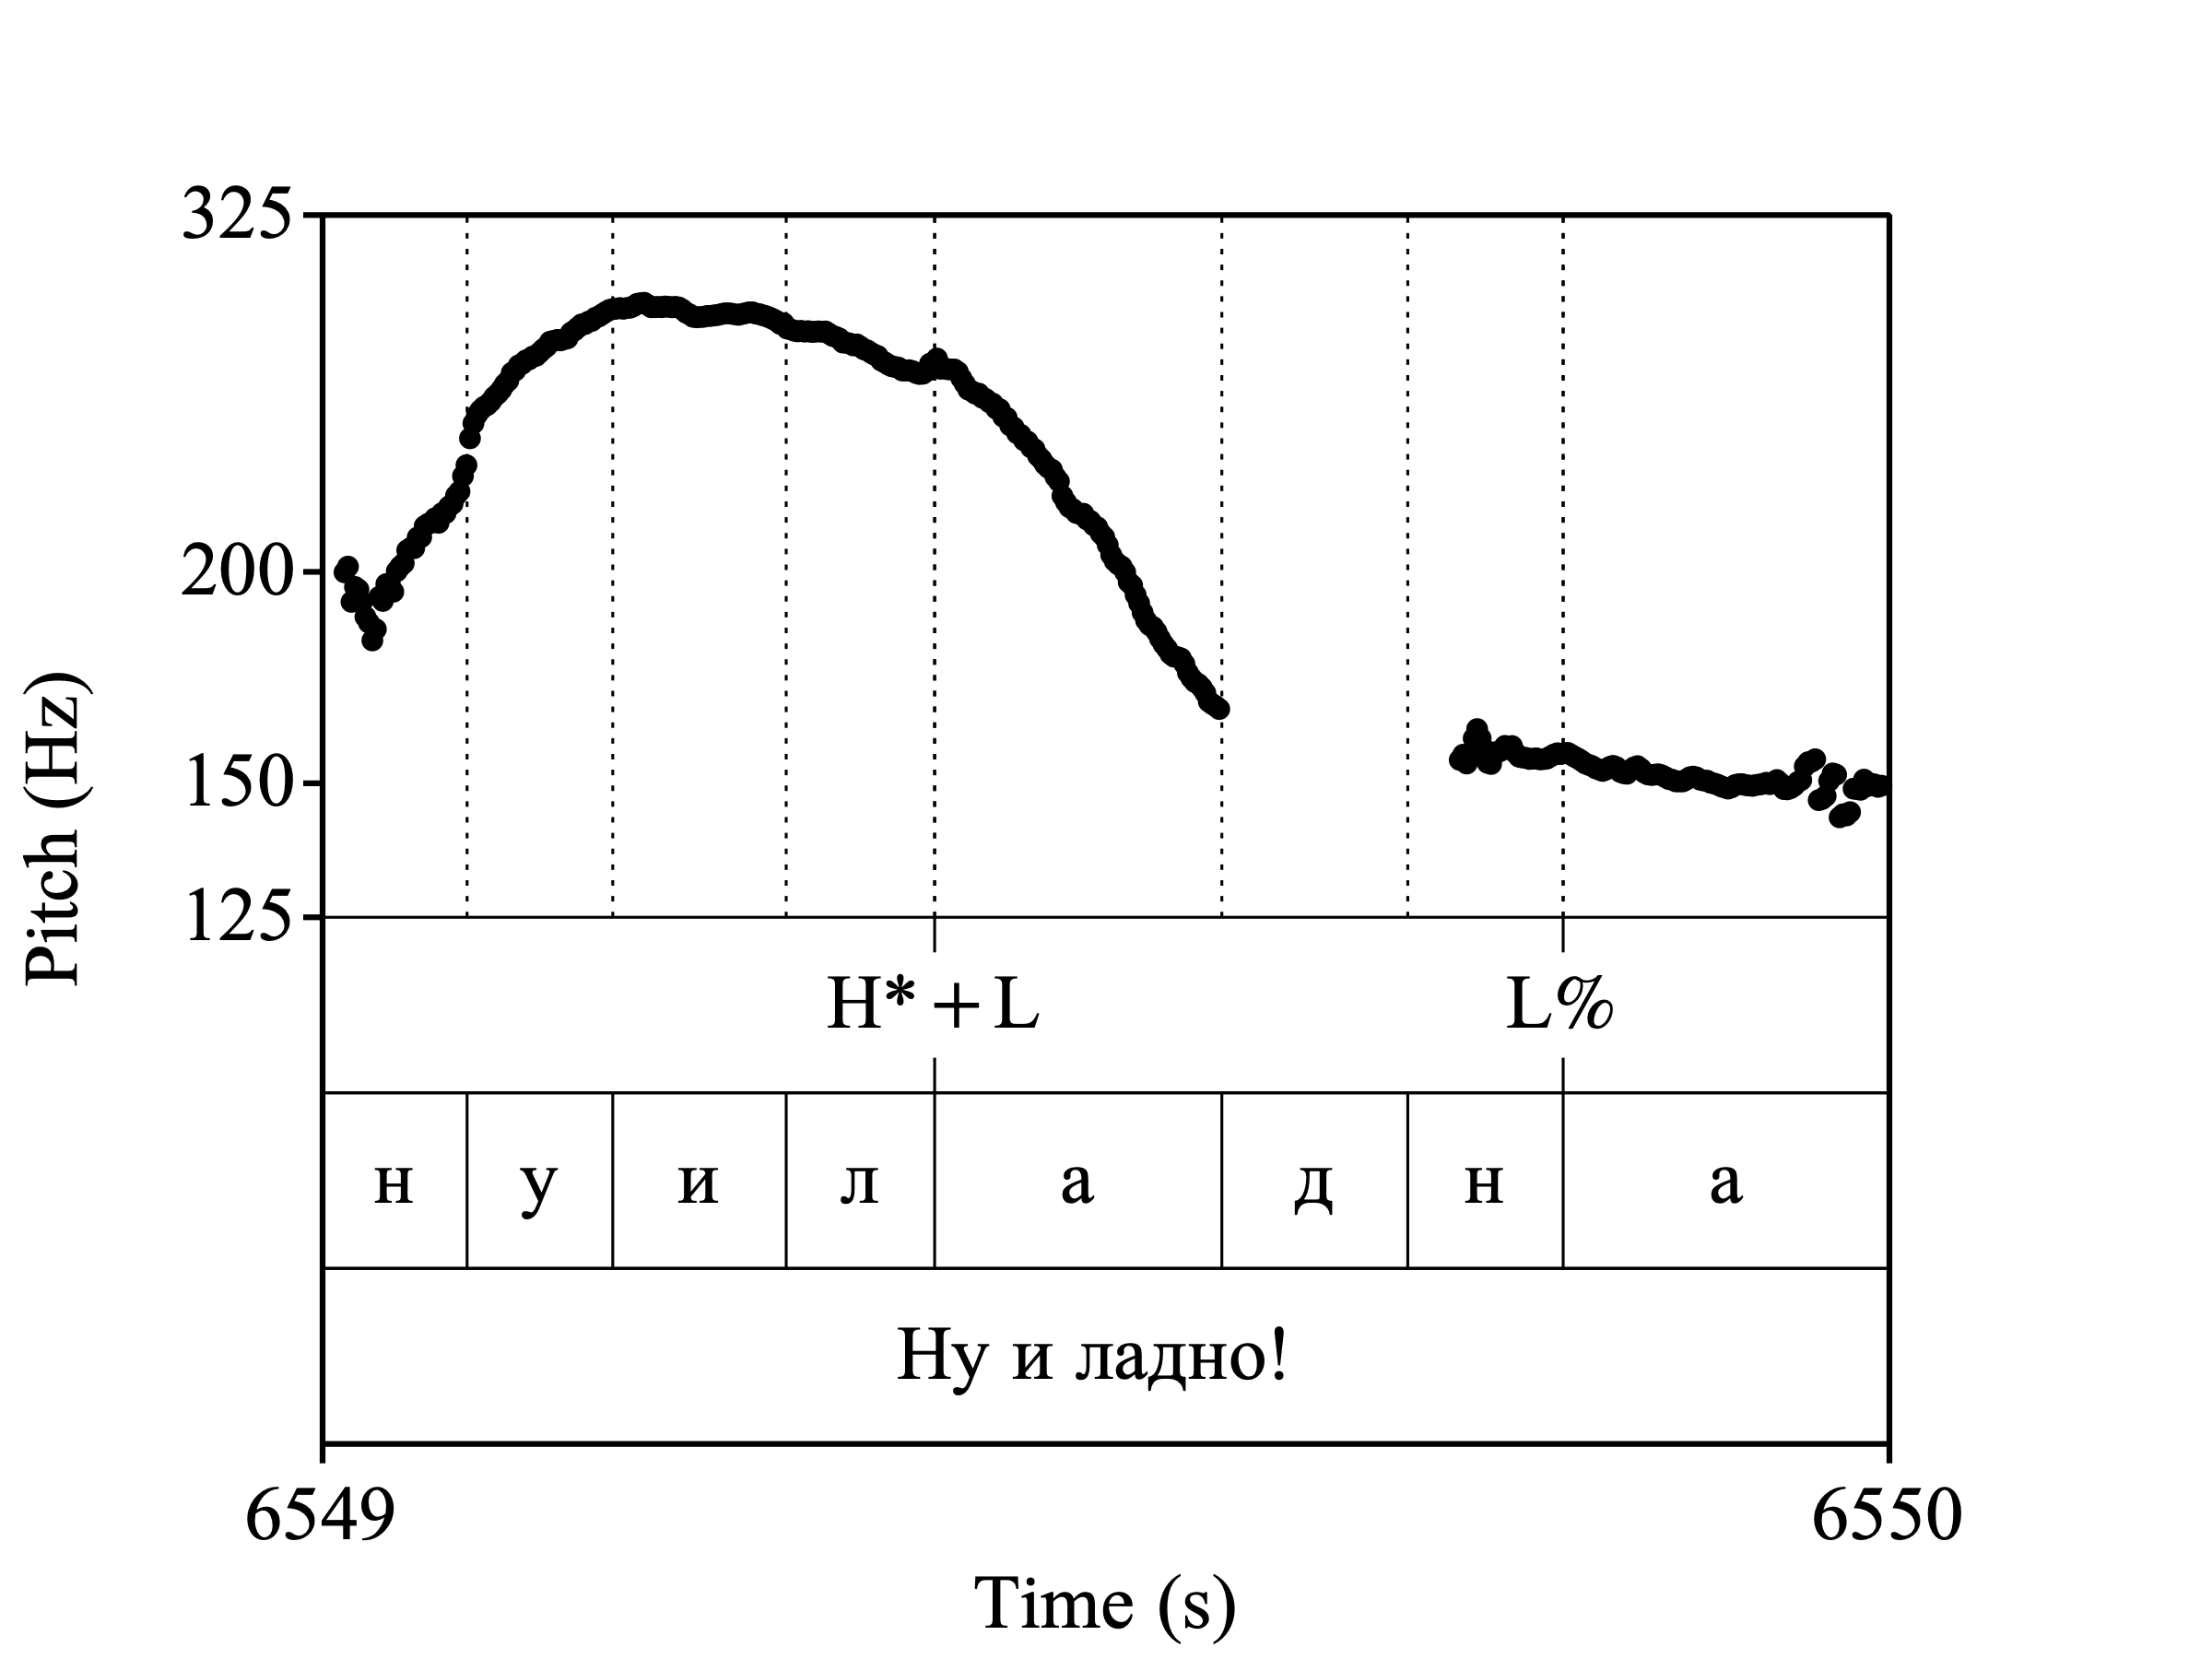 325
200
150
125
Pitch (Hz)
H*+L L%
н у и л а д н а
Ну и ладно!
6549 6550
Time (s)